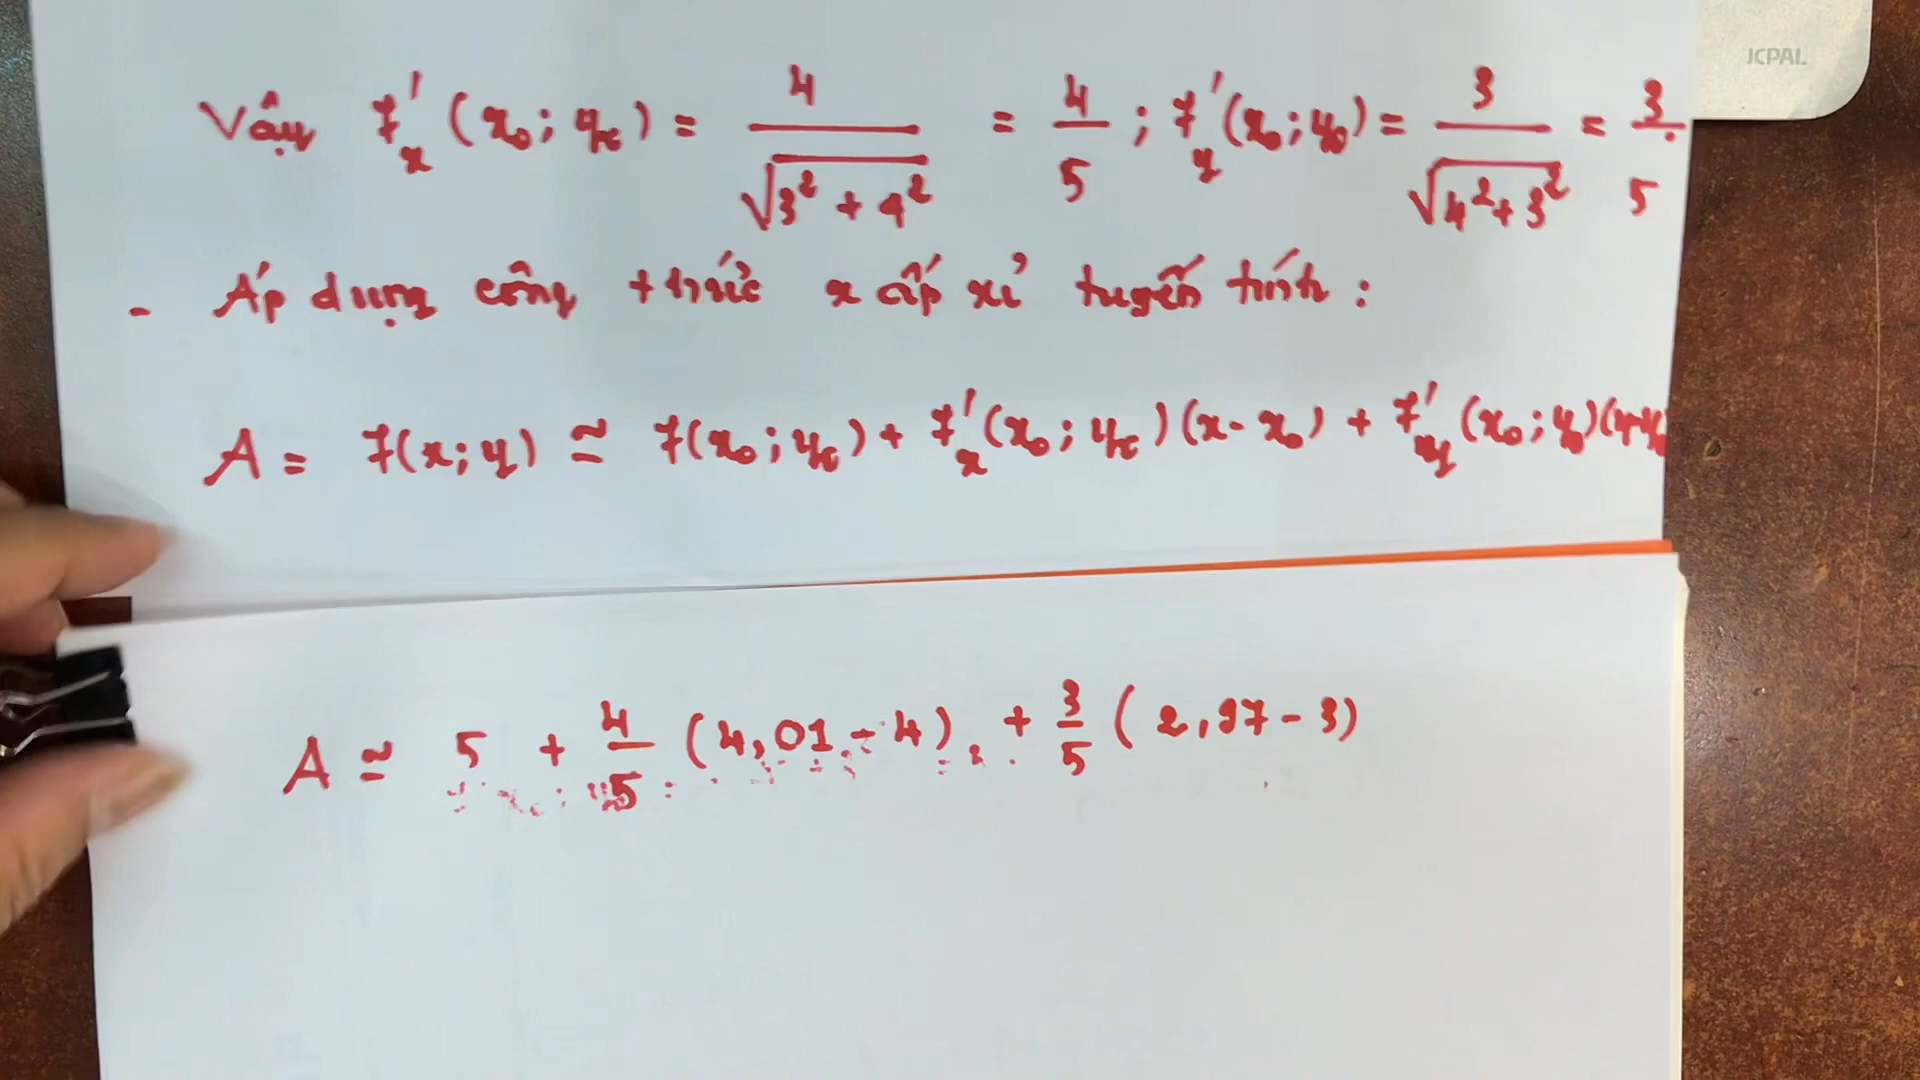 JCPAL
Vậy f'x (x₀; y₀) = 4/√(3² + 4²) = 4/5 ; f'y (x₀; y₀) = 3/√(4² + 3²) = 3/5
- Áp dụng công thức xấp xỉ tuyến tính :
A = f(x; y) ≃ f(x₀; y₀) + f'x (x₀; y₀)(x - x₀) + f'y (x₀; y₀)(y-y₀
A ≃ 5 + 4/5 (4,01 - 4) + 3/5 (2,97 - 3)